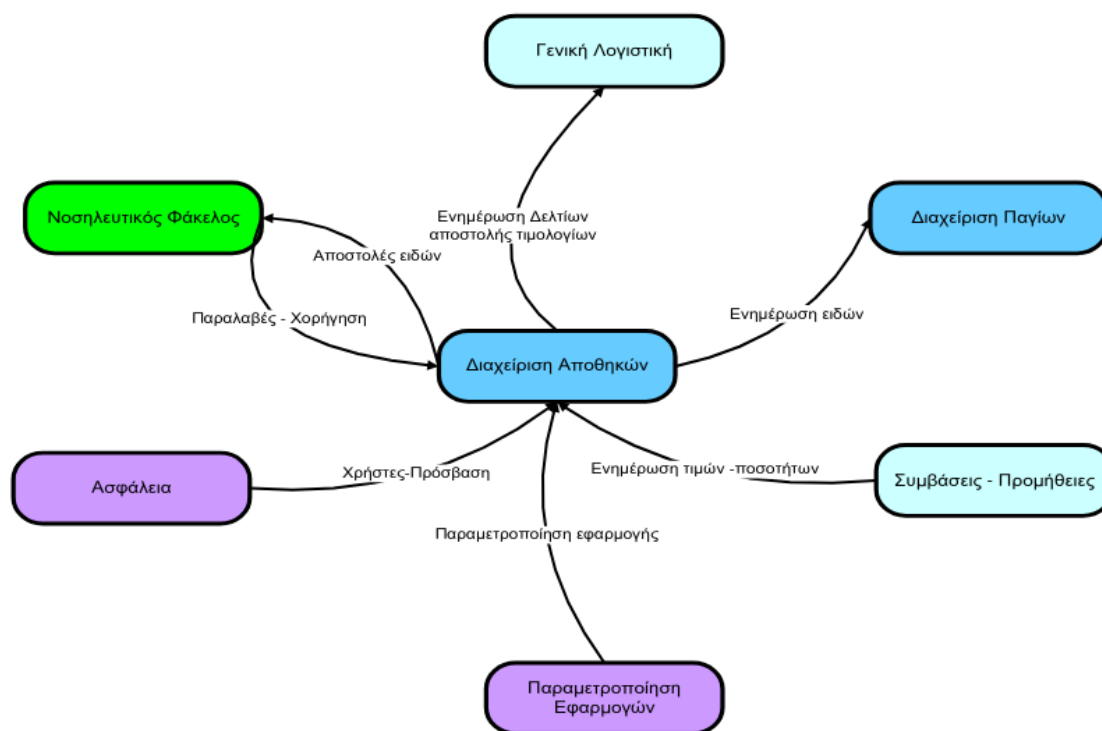 Γενική Λογιστική
Νοσηλευτικός Φάκελος
Διαχείριση Παγίων
Ενημέρωση Δελτίων
αποστολής τιμολογίων
Αποστολές ειδών
Παραλαβές - Χορήγηση
Ενημέρωση ειδών
Διαχείριση Αποθηκών
Ασφάλεια
Χρήστες-Πρόσβαση
Ενημέρωση τιμών -ποσοτήτων
Συμβάσεις - Προμήθειες
Παραμετροποίηση εφαρμογής
Παραμετροποίηση
Εφαρμογών